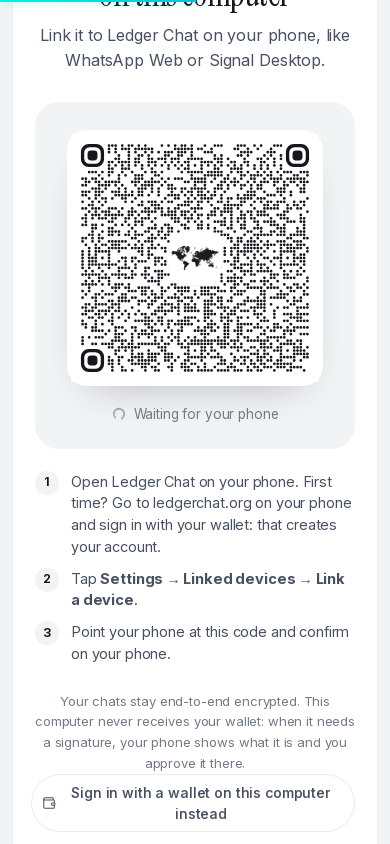 on this computer
Link it to Ledger Chat on your phone, like
WhatsApp Web or Signal Desktop.
Waiting for your phone
1 Open Ledger Chat on your phone. First
time? Go to ledgerchat.org on your phone
and sign in with your wallet: that creates
your account.
2 Tap Settings → Linked devices → Link
a device.
3 Point your phone at this code and confirm
on your phone.
Your chats stay end-to-end encrypted. This
computer never receives your wallet: when it needs
a signature, your phone shows what it is and you
approve it there.
Sign in with a wallet on this computer
instead